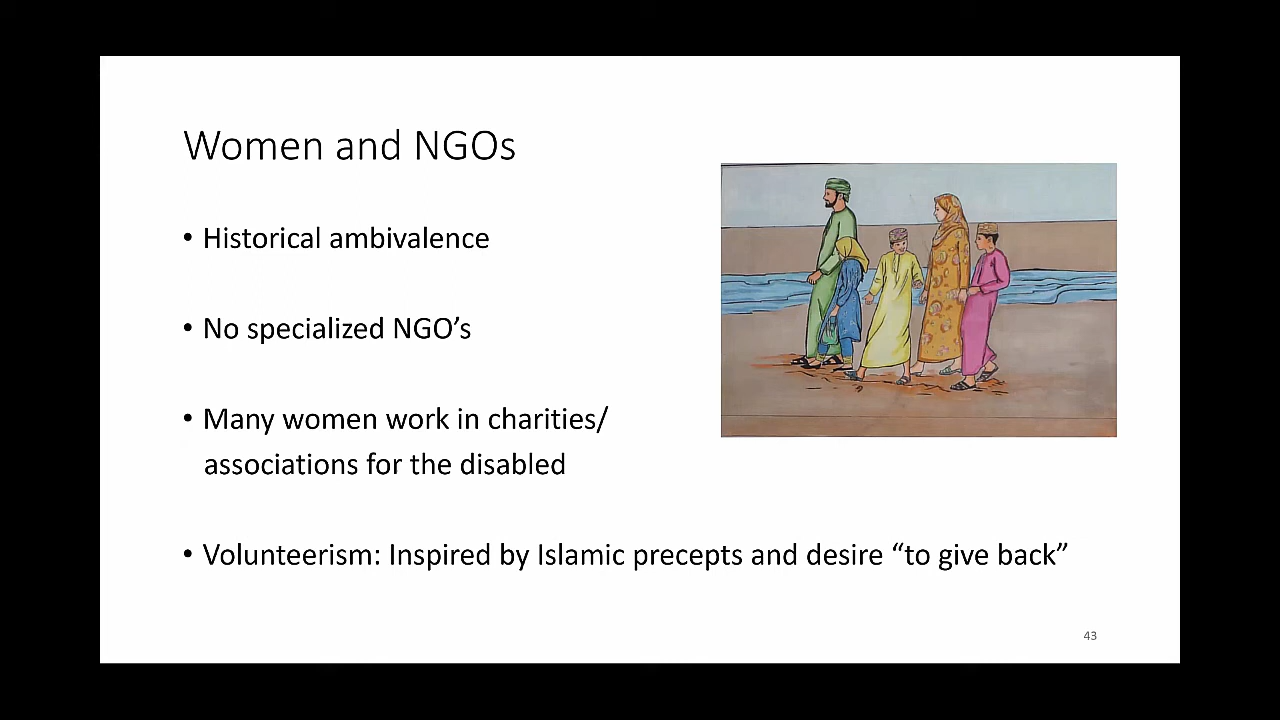 Women and NGOs
• Historical ambivalence
• No specialized NGO’s
• Many women work in charities/
associations for the disabled
• Volunteerism: Inspired by Islamic precepts and desire “to give back”
43